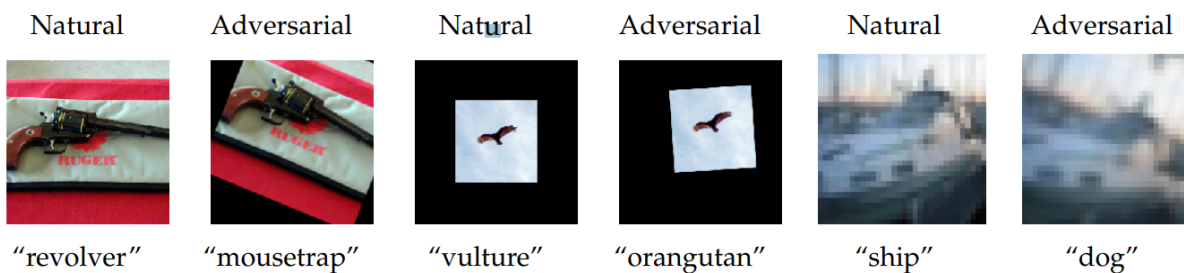 Natural Adversarial Natural Adversarial Natural Adversarial
RUGER
RUGER
“revolver” “mousetrap” “vulture” “orangutan” “ship” “dog”